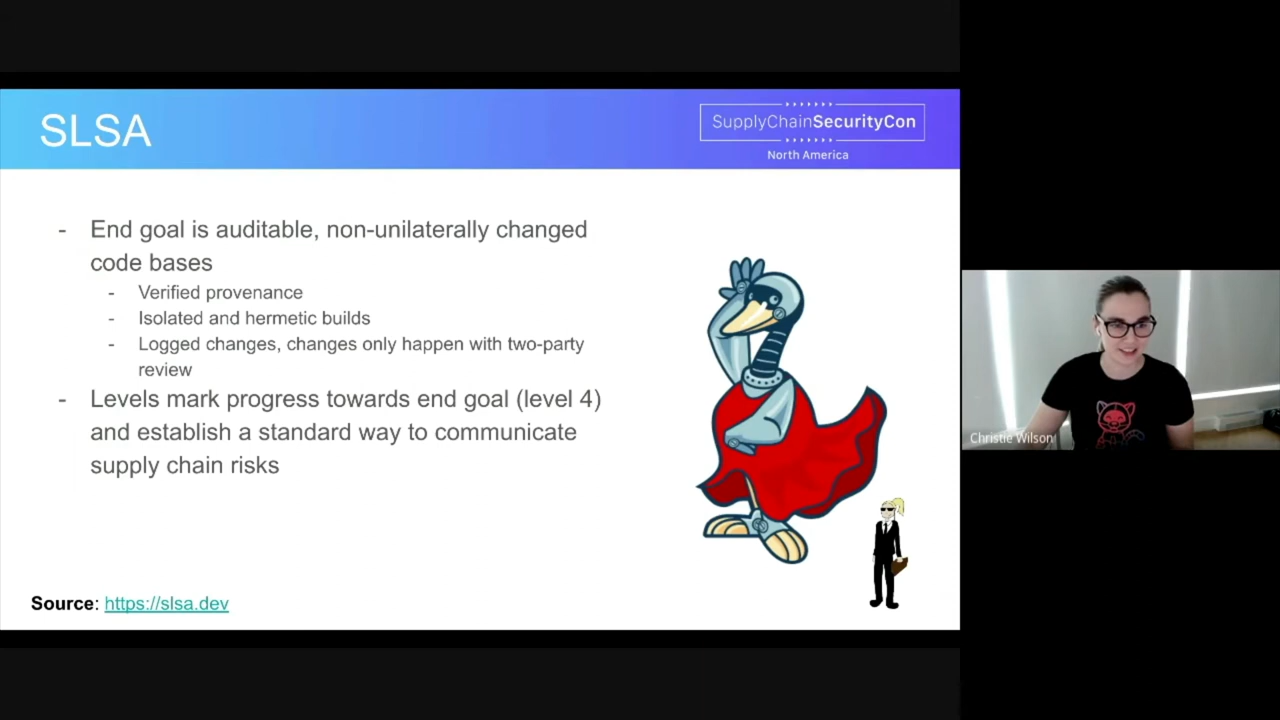 SLSA
SupplyChainSecurityCon
North America
- End goal is auditable, non-unilaterally changed
code bases
- Verified provenance
- Isolated and hermetic builds
- Logged changes, changes only happen with two-party
review
- Levels mark progress towards end goal (level 4)
and establish a standard way to communicate
supply chain risks
Source: https://slsa.dev
Christie Wilson